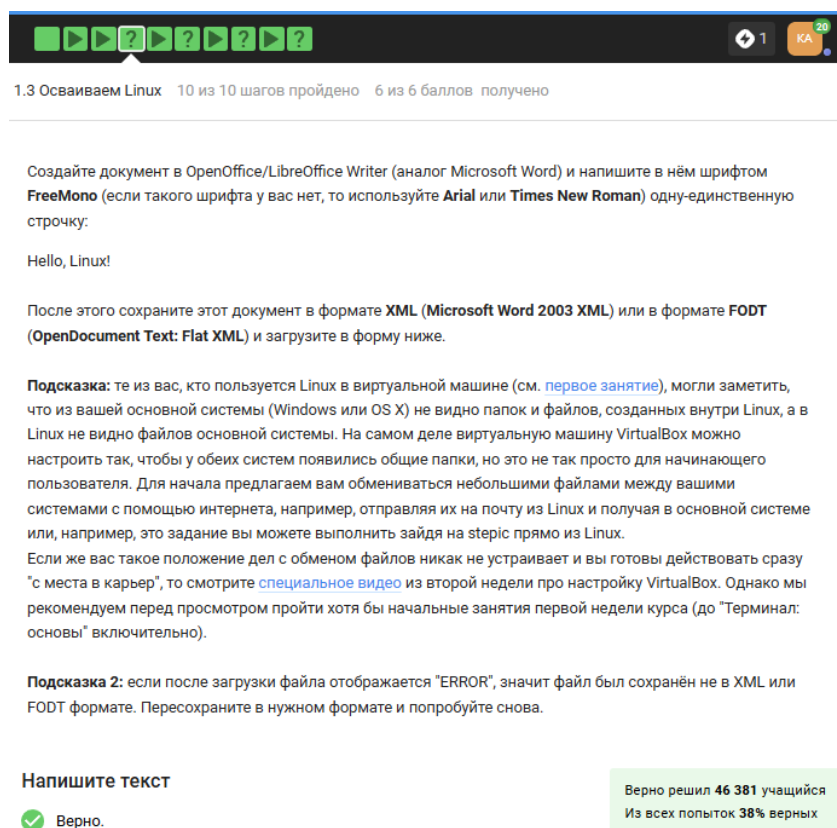 ? ? ? ?
1
KA
20
1.3 Осваиваем Linux 10 из 10 шагов пройдено 6 из 6 баллов получено
Создайте документ в OpenOffice/LibreOffice Writer (аналог Microsoft Word) и напишите в нём шрифтом
FreeMono (если такого шрифта у вас нет, то используйте Arial или Times New Roman) одну-единственную
строчку:
Hello, Linux!
После этого сохраните этот документ в формате XML (Microsoft Word 2003 XML) или в формате FODT
(OpenDocument Text: Flat XML) и загрузите в форму ниже.
Подсказка: те из вас, кто пользуется Linux в виртуальной машине (см. первое занятие), могли заметить,
что из вашей основной системы (Windows или OS X) не видно папок и файлов, созданных внутри Linux, а в
Linux не видно файлов основной системы. На самом деле виртуальную машину VirtualBox можно
настроить так, чтобы у обеих систем появились общие папки, но это не так просто для начинающего
пользователя. Для начала предлагаем вам обмениваться небольшими файлами между вашими
системами с помощью интернета, например, отправляя их на почту из Linux и получая в основной системе
или, например, это задание вы можете выполнить зайдя на stepic прямо из Linux.
Если же вас такое положение дел с обменом файлов никак не устраивает и вы готовы действовать сразу
"с места в карьер", то смотрите специальное видео из второй недели про настройку VirtualBox. Однако мы
рекомендуем перед просмотром пройти хотя бы начальные занятия первой недели курса (до "Терминал:
основы" включительно).
Подсказка 2: если после загрузки файла отображается "ERROR", значит файл был сохранён не в XML или
FODT формате. Пересохраните в нужном формате и попробуйте снова.
Напишите текст
Верно.
Верно решил 46 381 учащийся
Из всех попыток 38% верных